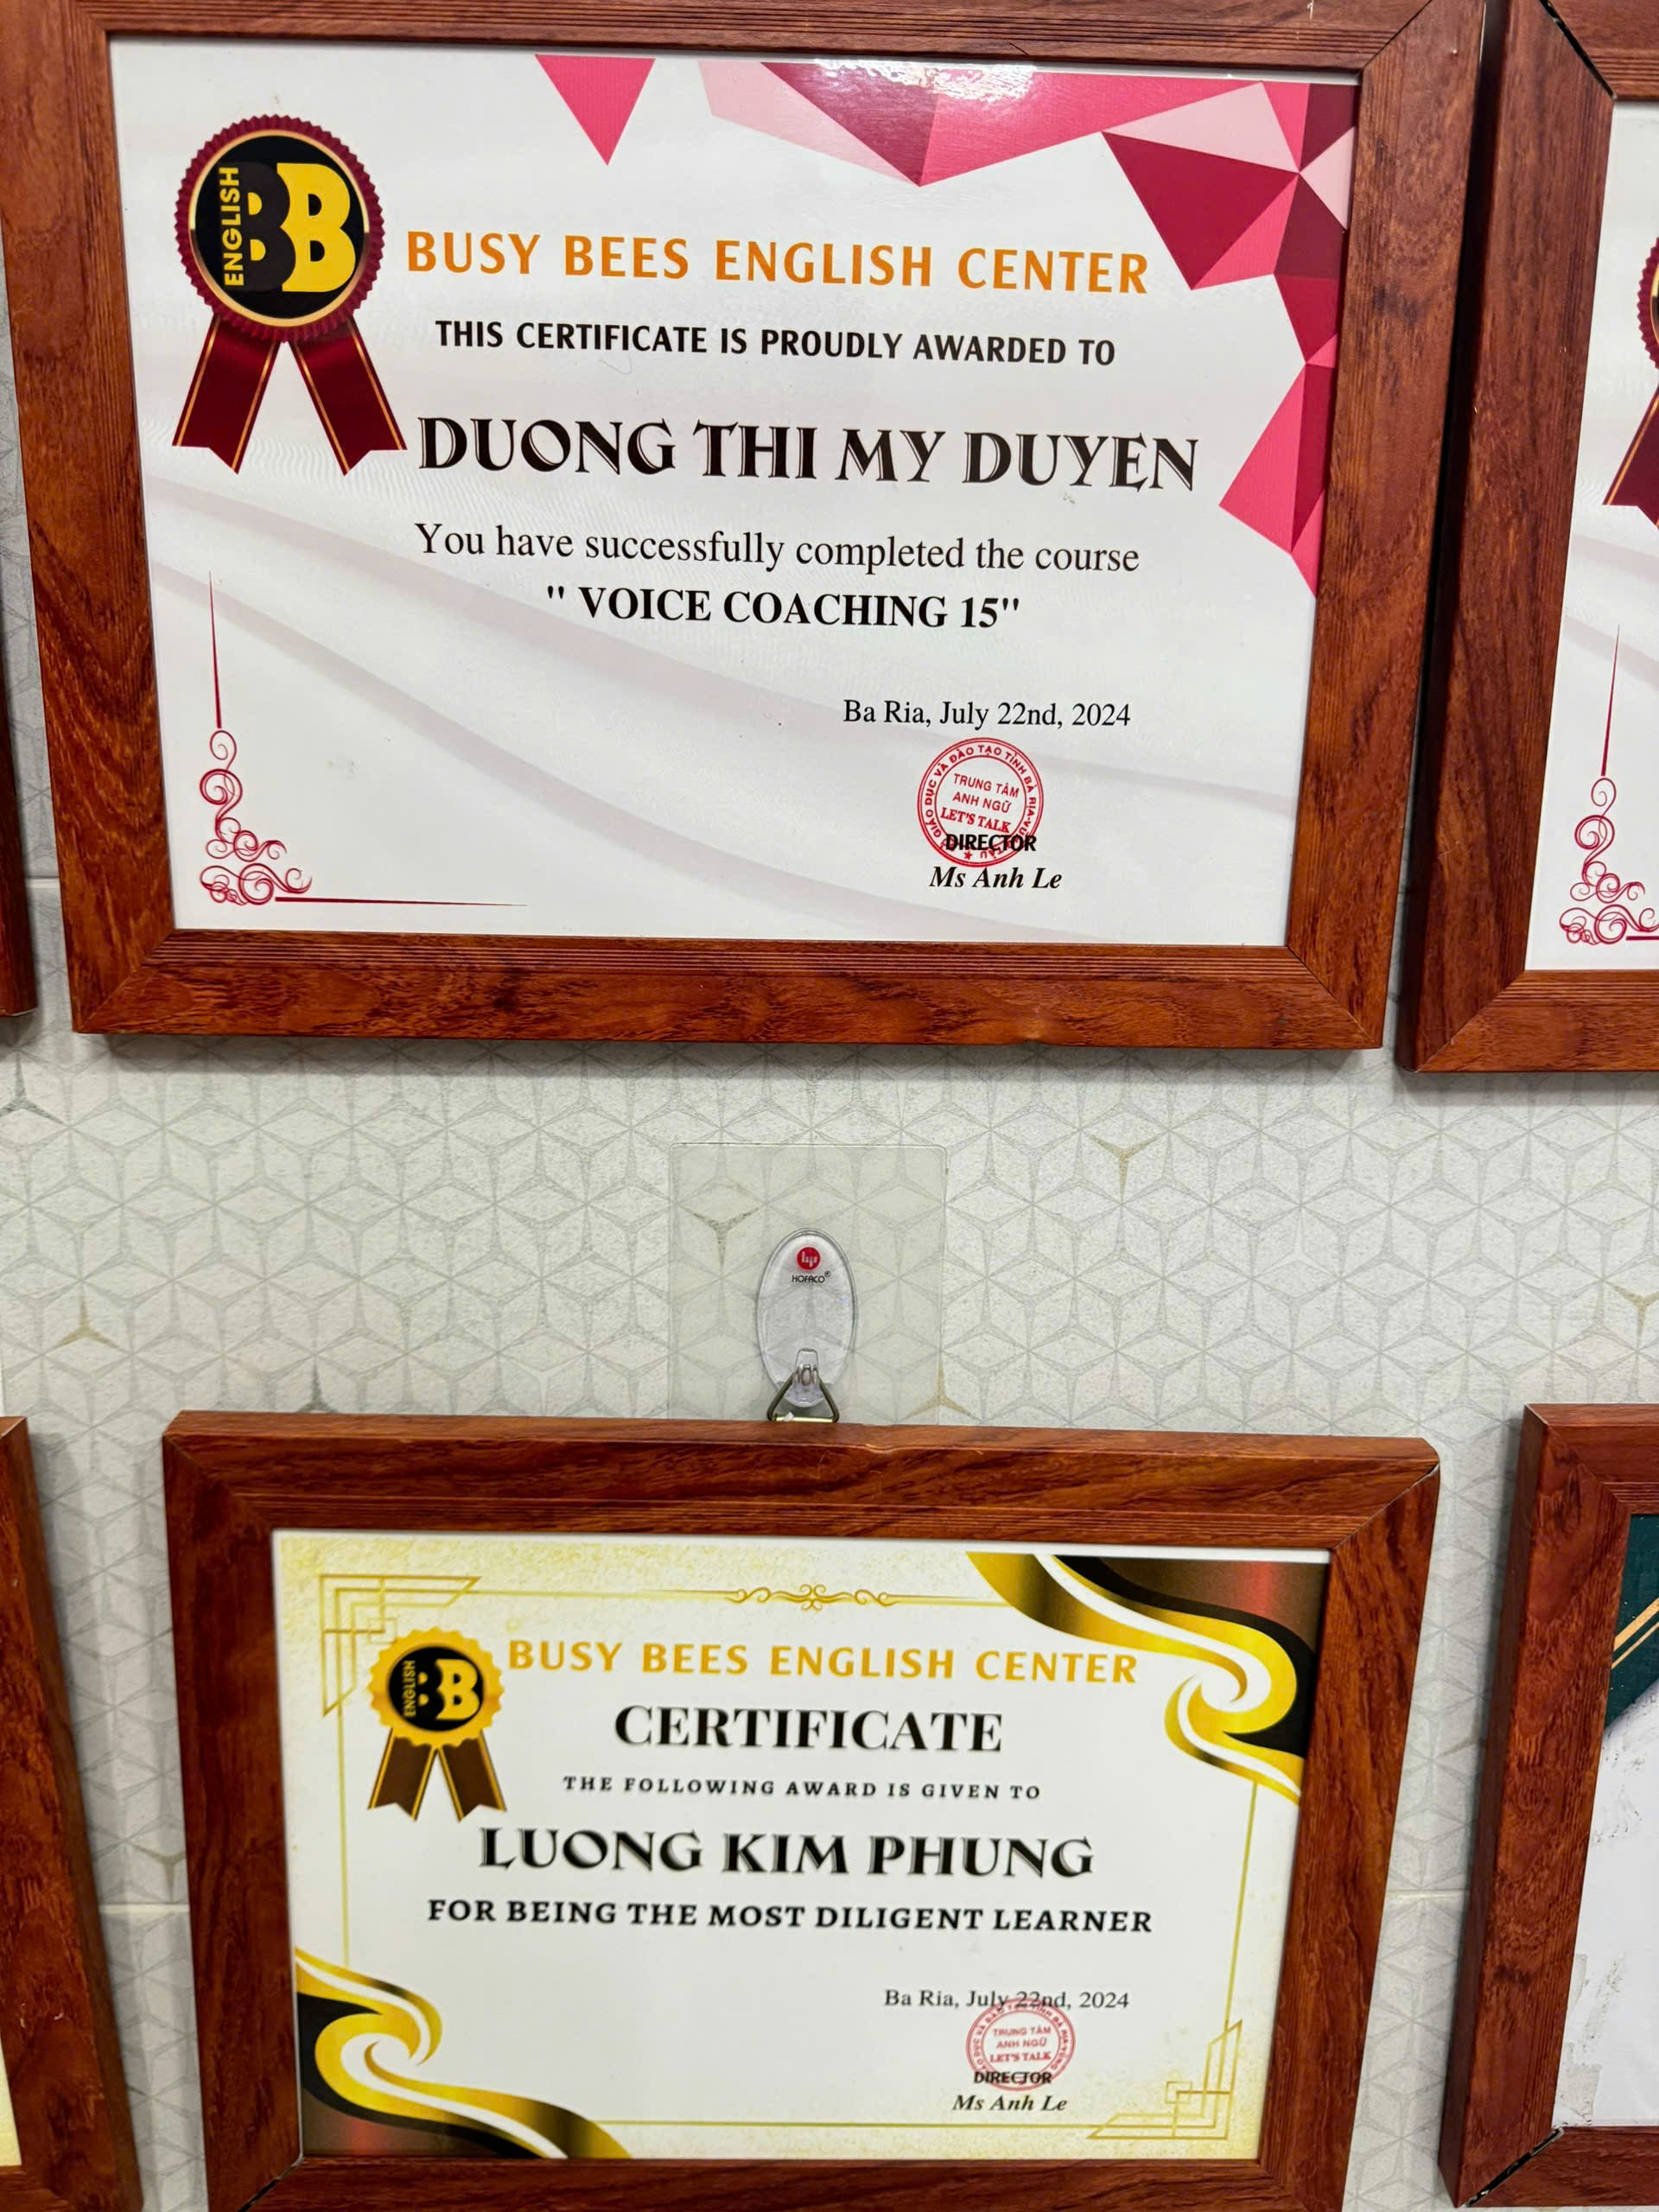 ENGLISH
BB
BUSY BEES ENGLISH CENTER
THIS CERTIFICATE IS PROUDLY AWARDED TO
DUONG THI MY DUYEN
You have successfully completed the course
" VOICE COACHING 15"
Ba Ria, July 22nd, 2024
GIÁO DỤC VÀ ĐÀO TẠO TỈNH BÀ RỊA-VŨNG TÀU
TRUNG TÂM
ANH NGỮ
LET'S TALK
DIRECTOR
Ms Anh Le
HOFACO®
ENGLISH
BB
BUSY BEES ENGLISH CENTER
CERTIFICATE
THE FOLLOWING AWARD IS GIVEN TO
LUONG KIM PHUNG
FOR BEING THE MOST DILIGENT LEARNER
Ba Ria, July 22nd, 2024
TRUNG TÂM
ANH NGỮ
LET'S TALK
DIRECTOR
Ms Anh Le